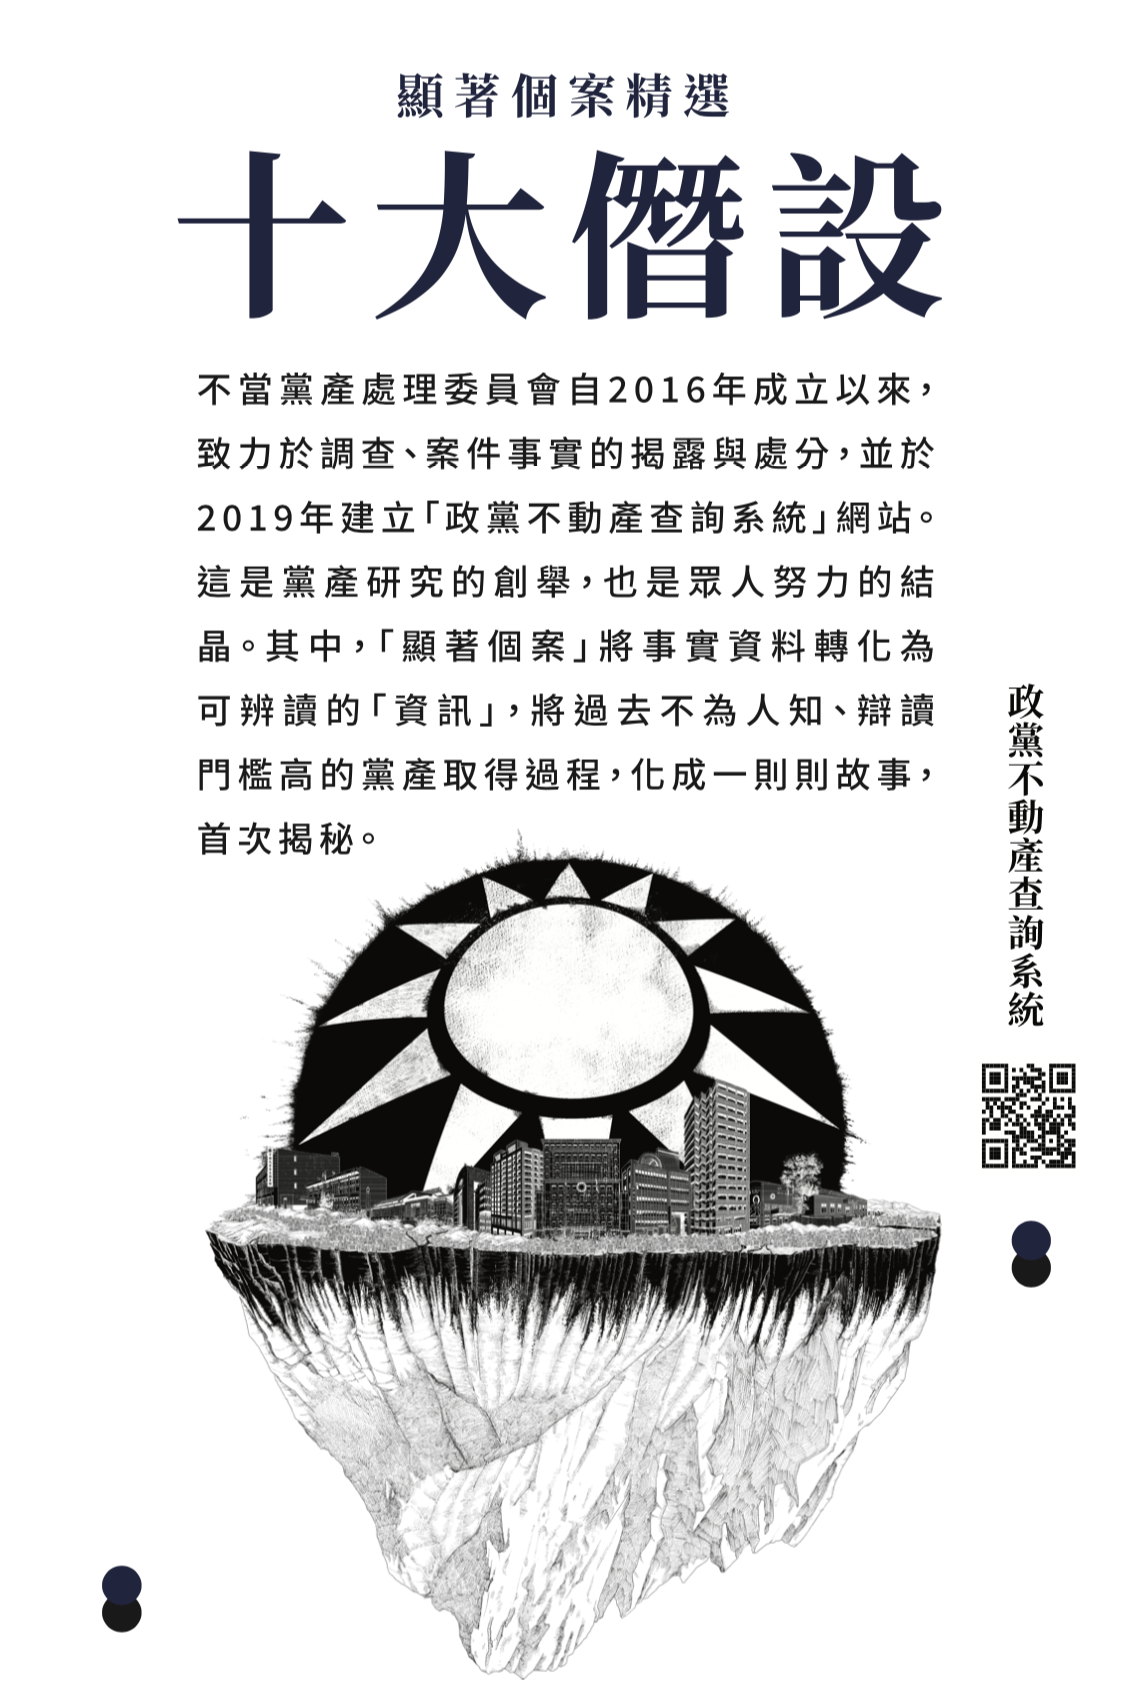 顯著個案精選
十大僭設
不當黨產處理委員會自2016年成立以來，
致力於調查、案件事實的揭露與處分，並於
2019年建立「政黨不動產查詢系統」網站。
這是黨產研究的創舉，也是眾人努力的結
晶。其中，「顯著個案」將事實資料轉化為
可辨讀的「資訊」，將過去不為人知、辯讀
門檻高的黨產取得過程，化成一則則故事，
首次揭秘。
政黨不動產查詢系統